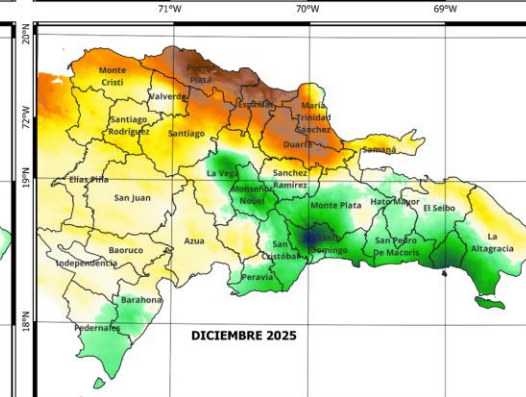 71°W 70°W 69°W
20°N
Monte
Cristi
Puerto
Plata
Valverde
Espaillat
María
Trinidad
Sánchez
72°W
Santiago
Rodríguez
Santiago
Duarte
Samaná
19°N
Elías Piña
La Vega
Sanchez
Ramírez
Monseñor
Nouel
San Juan
Monte Plata
Hato Mayor
El Seibo
Azua
San
Cristóbal
Santo
Domingo
San Pedro
De Macorís
La
Altagracia
Baoruco
Independencia
Peravia
Barahona
18°N
Pedernales
DICIEMBRE 2025